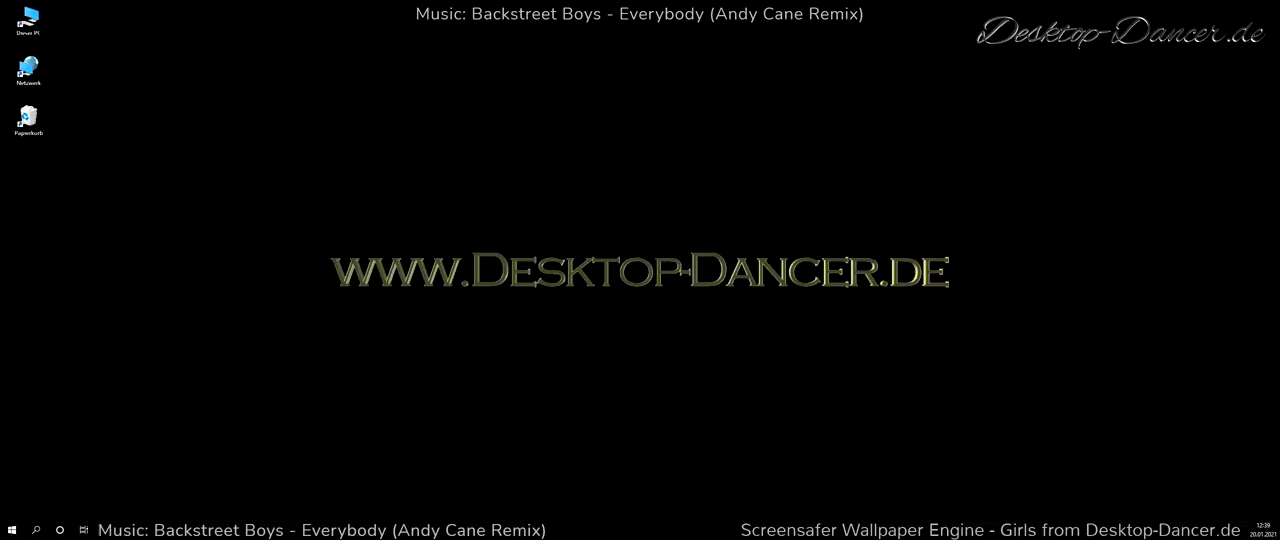 Music: Backstreet Boys - Everybody (Andy Cane Remix)
Desktop-Dancer.de
Dieser PC
Netzwerk
Papierkorb
www.Desktop-Dancer.de
Music: Backstreet Boys - Everybody (Andy Cane Remix)
Screensafer Wallpaper Engine - Girls from Desktop-Dancer.de
12:39
20.01.2021